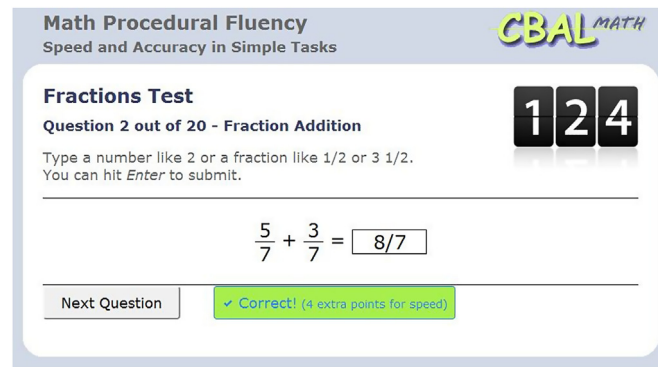 Math Procedural Fluency
Speed and Accuracy in Simple Tasks
CBAL MATH
Fractions Test
Question 2 out of 20 - Fraction Addition
124
Type a number like 2 or a fraction like 1/2 or 3 1/2.
You can hit Enter to submit.
5/7 + 3/7 = 8/7
Next Question
✓ Correct! (4 extra points for speed)